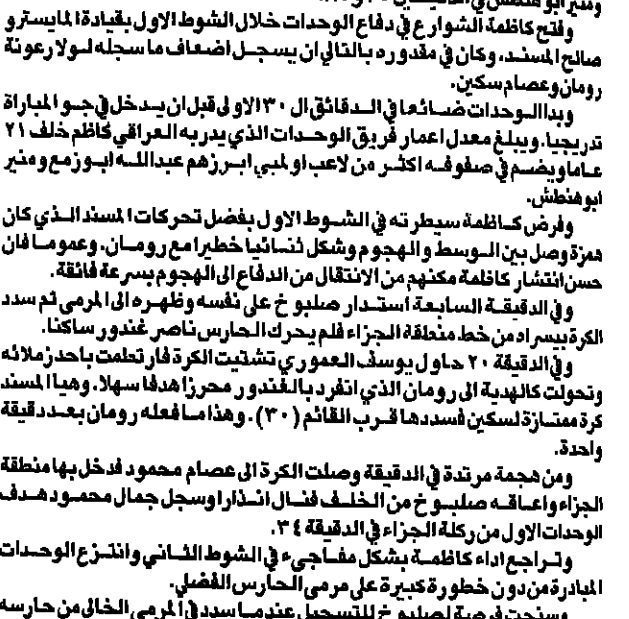 وفتح كاظمة الشوارع في دفاع الوحدات خلال الشوط الاول بقيادة المايسترو
صالح المسند، وكان في مقدوره بالتالي ان يسجل اضعاف ما سجله لولا رعونة
رومان وعصام سكين.
وبدا الوحدات ضائعا في الدقائق ال ٣٠ الاولى قبل ان يدخل في جو المباراة
تدريجيا. ويبلغ معدل اعمار فريق الوحدات الذي يدربه العراقي كاظم خلف ٢١
عاما ويضم في صفوفه اكثر من لاعب اولمبي ابرزهم عبدالله ابوزمع ومنير
ابوهنطش.
وفرض كاظمة سيطرته في الشوط الاول بفضل تحركات المسند الذي كان
همزة وصل بين الوسط والهجوم وشكل ثنائيا خطيرا مع رومان. وعموما فان
حسن انتشار كاظمة مكنهم من الانتقال من الدفاع الى الهجوم بسرعة فائقة.
وفي الدقيقة السابعة استدار صلبوخ على نفسه وظهره الى المرمى ثم سدد
الكرة بيسراه من خط منطقة الجزاء فلم يحرك الحارس ناصر غندور ساكنا.
وفي الدقيقة ٢٠ حاول يوسف العموري تشتيت الكرة فارتطمت باحد زملائه
وتحولت كالهدية الى رومان الذي انفرد بالغندور محرزا هدفا سهلا. وهيا المسند
كرة ممتازة لسكين فسددها قرب القائم (٣٠). وهذا ما فعله رومان بعد دقيقة
واحدة.
ومن هجمة مرتدة في الدقيقة وصلت الكرة الى عصام محمود فدخل بها منطقة
الجزاء واعاقه صلبوخ من الخلف فنال انذارا وسجل جمال محمود هدف
الوحدات الاول من ركلة الجزاء في الدقيقة ٣٤.
وتراجع اداء كاظمة بشكل مفاجيء في الشوط الثاني وانتزع الوحدات
المبادرة من دون خطورة كبيرة على مرمى الحارس الفضلي.
وسنحت فرصة لصلبوخ للتسجيل عندما سدد في المرمى الخالي من حارسه